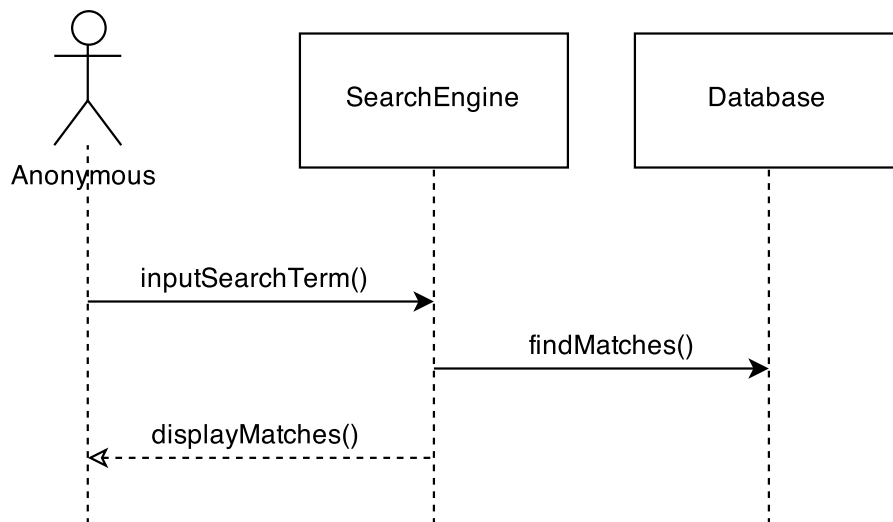 SearchEngine
Database
Anonymous
inputSearchTerm()
findMatches()
displayMatches()